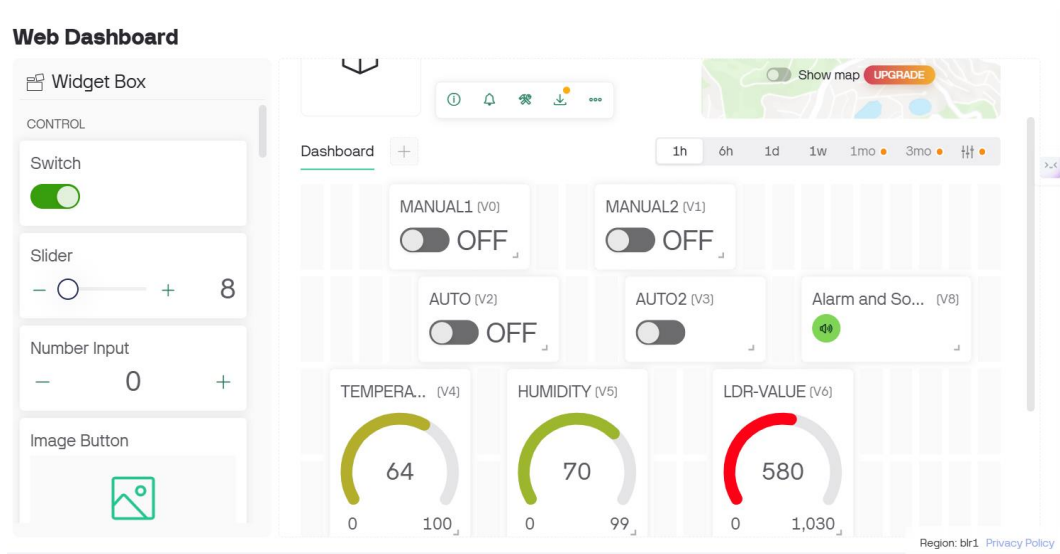 Web Dashboard
Widget Box
CONTROL
Switch
Slider
8
Number Input
0
Image Button
Show map UPGRADE
Dashboard
1h 6h 1d 1w 1mo 3mo
MANUAL1 (V0)
OFF
MANUAL2 (V1)
OFF
AUTO (V2)
OFF
AUTO2 (V3)
Alarm and So... (V8)
TEMPERA... (V4)
64
0 100
HUMIDITY (V5)
70
0 99
LDR-VALUE (V6)
580
0 1,030
Region: blr1 Privacy Policy